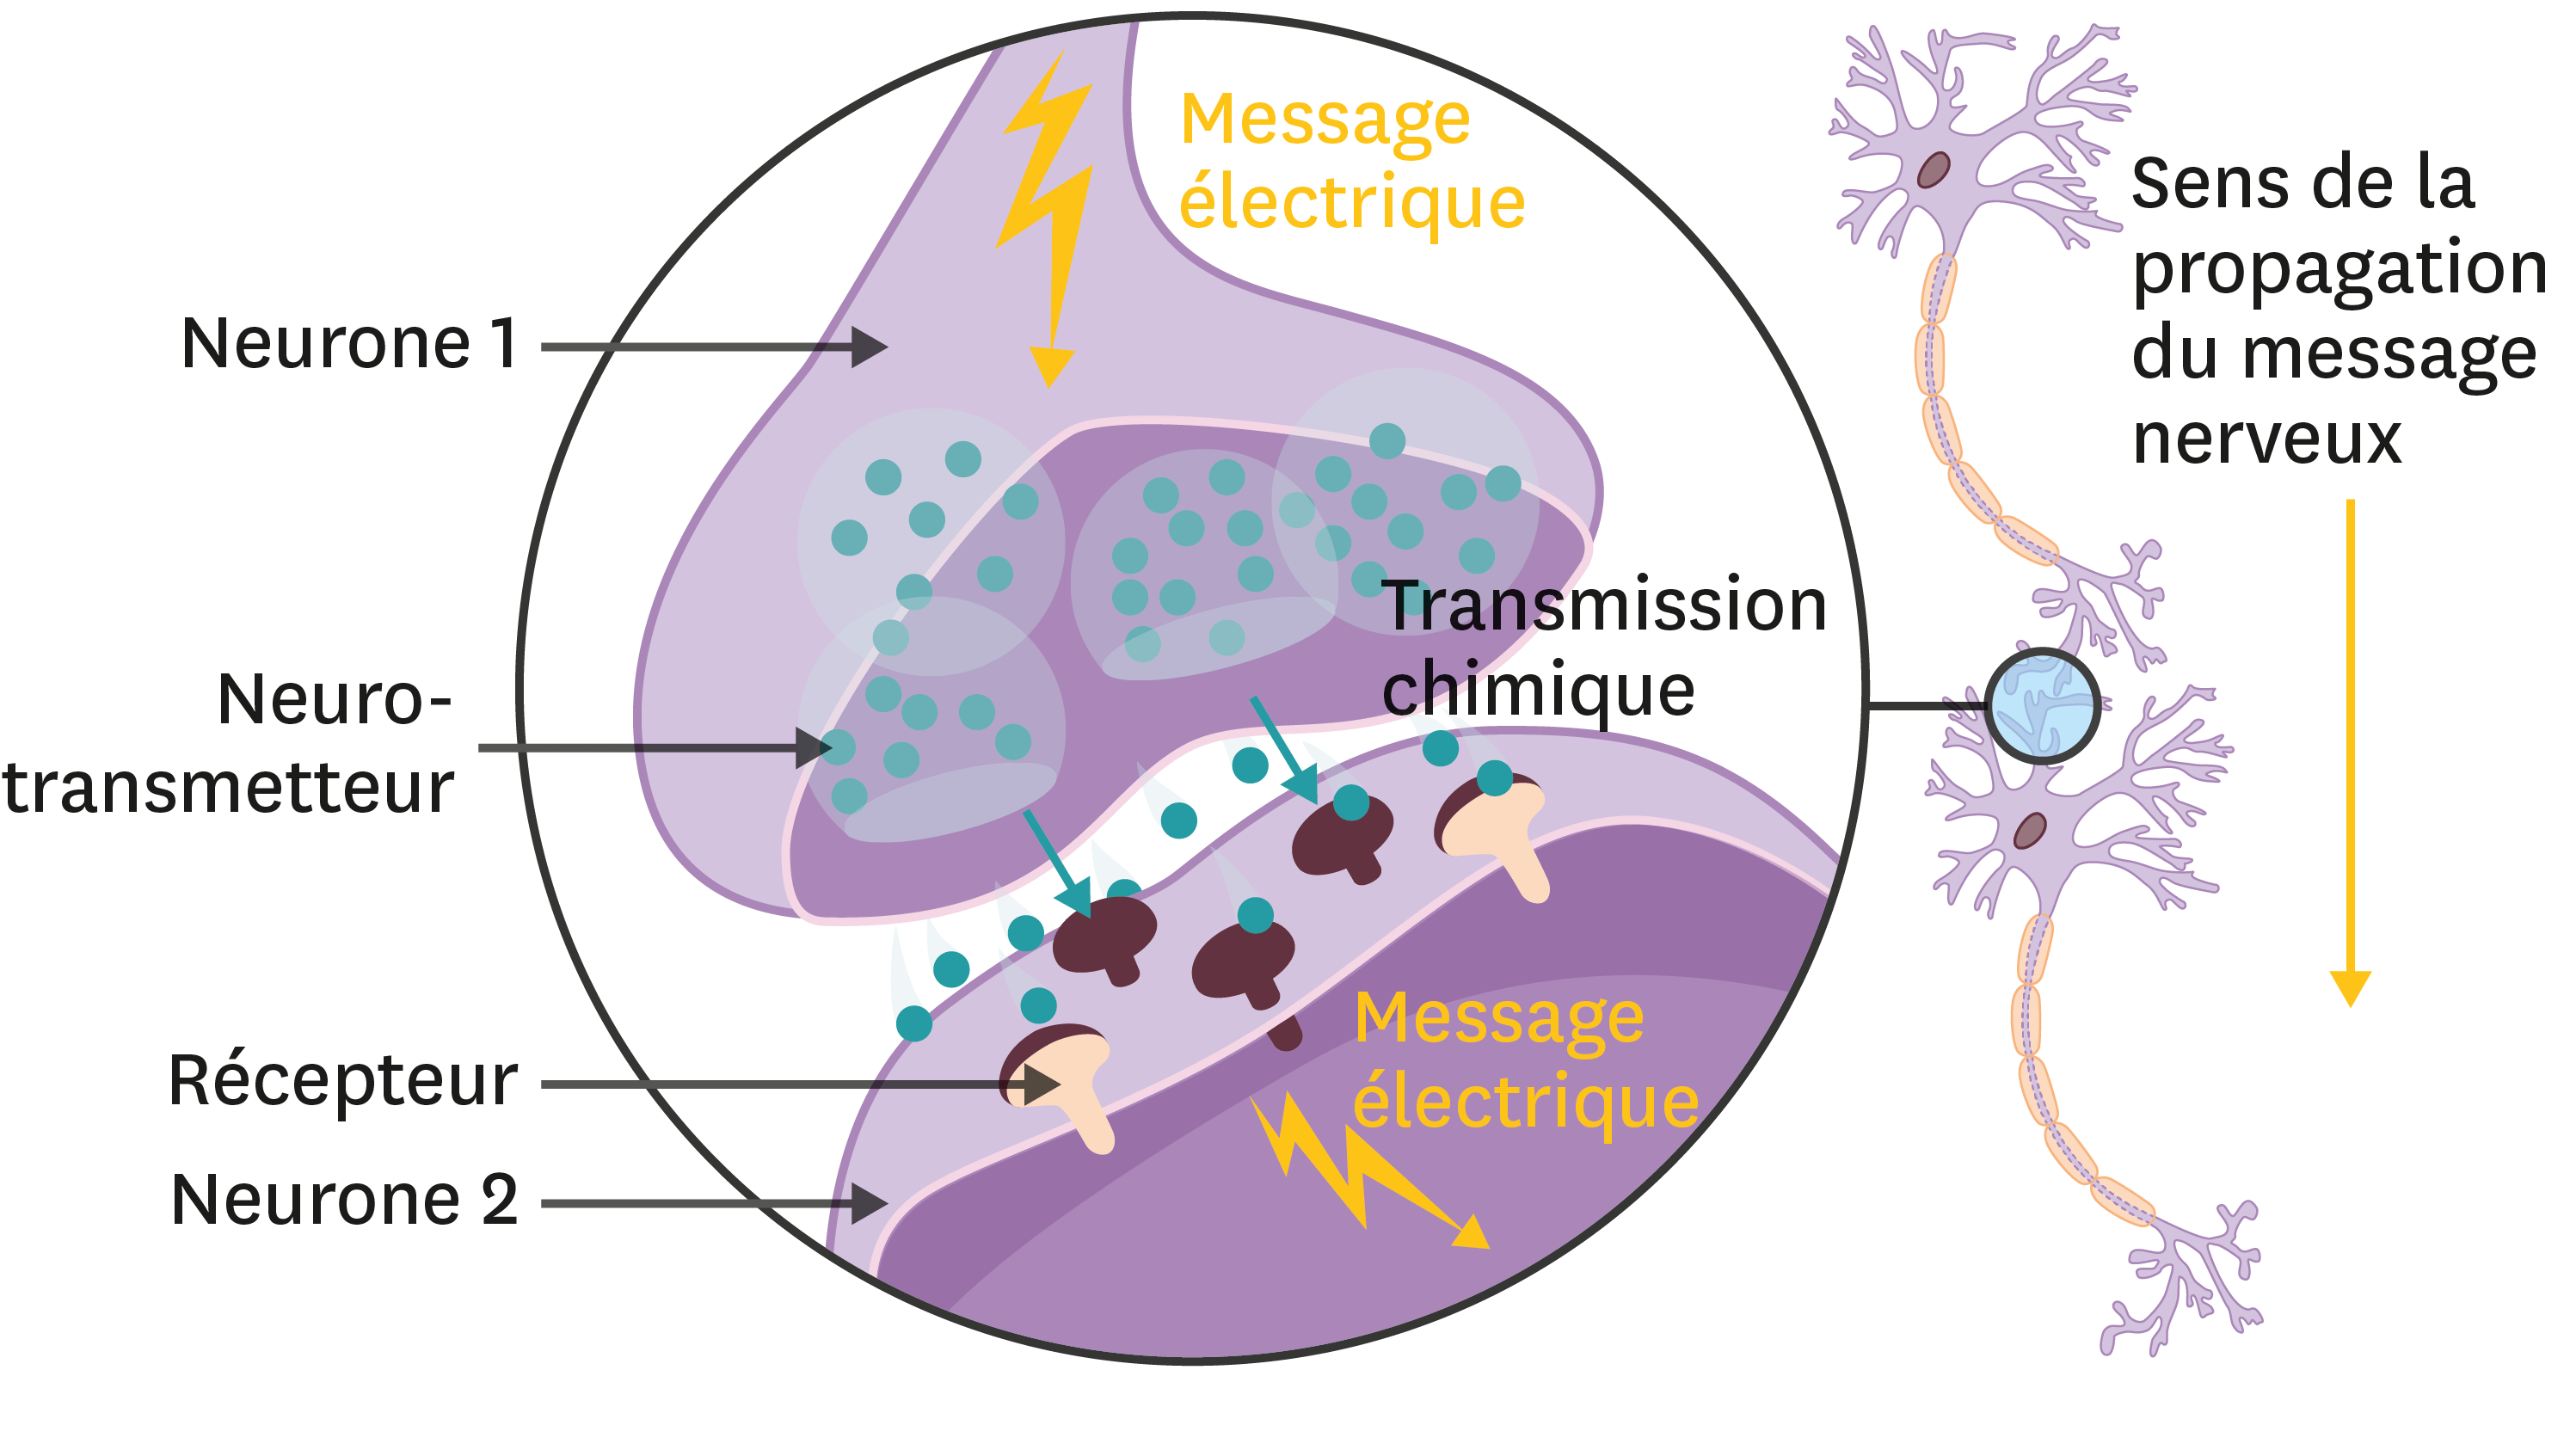 Message
électrique
Sens de la
propagation
du message
nerveux
Neurone 1
Transmission
chimique
Neuro-
transmetteur
Message
électrique
Récepteur
Neurone 2